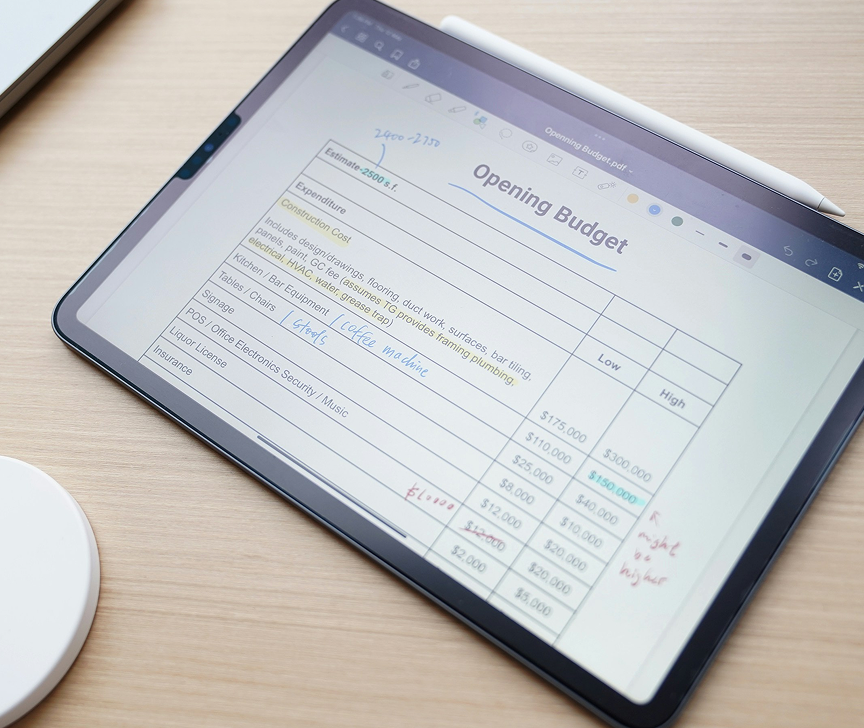 Openning Budget.pdf
2400-2750
Opening Budget
Estimate-2500 s.f.
Expenditure
Low
High
Construction Cost
Includes design/drawings, flooring, duct work, surfaces, bar tiling,
panels, paint, GC fee (assumes TG provides framing plumbing,
electrical, HVAC, water, grease trap)
$175,000
$300,000
Kitchen / Bar Equipment / coffee machine
$110,000
$150,000
Tables / Chairs / Stools
$25,000
$40,000
Signage
$8,000
$10,000
POS / Office Electronics Security / Music
$12,000
$20,000
Liquor License
$12,000
$20,000
Insurance
$2,000
$5,000
might
be
higher